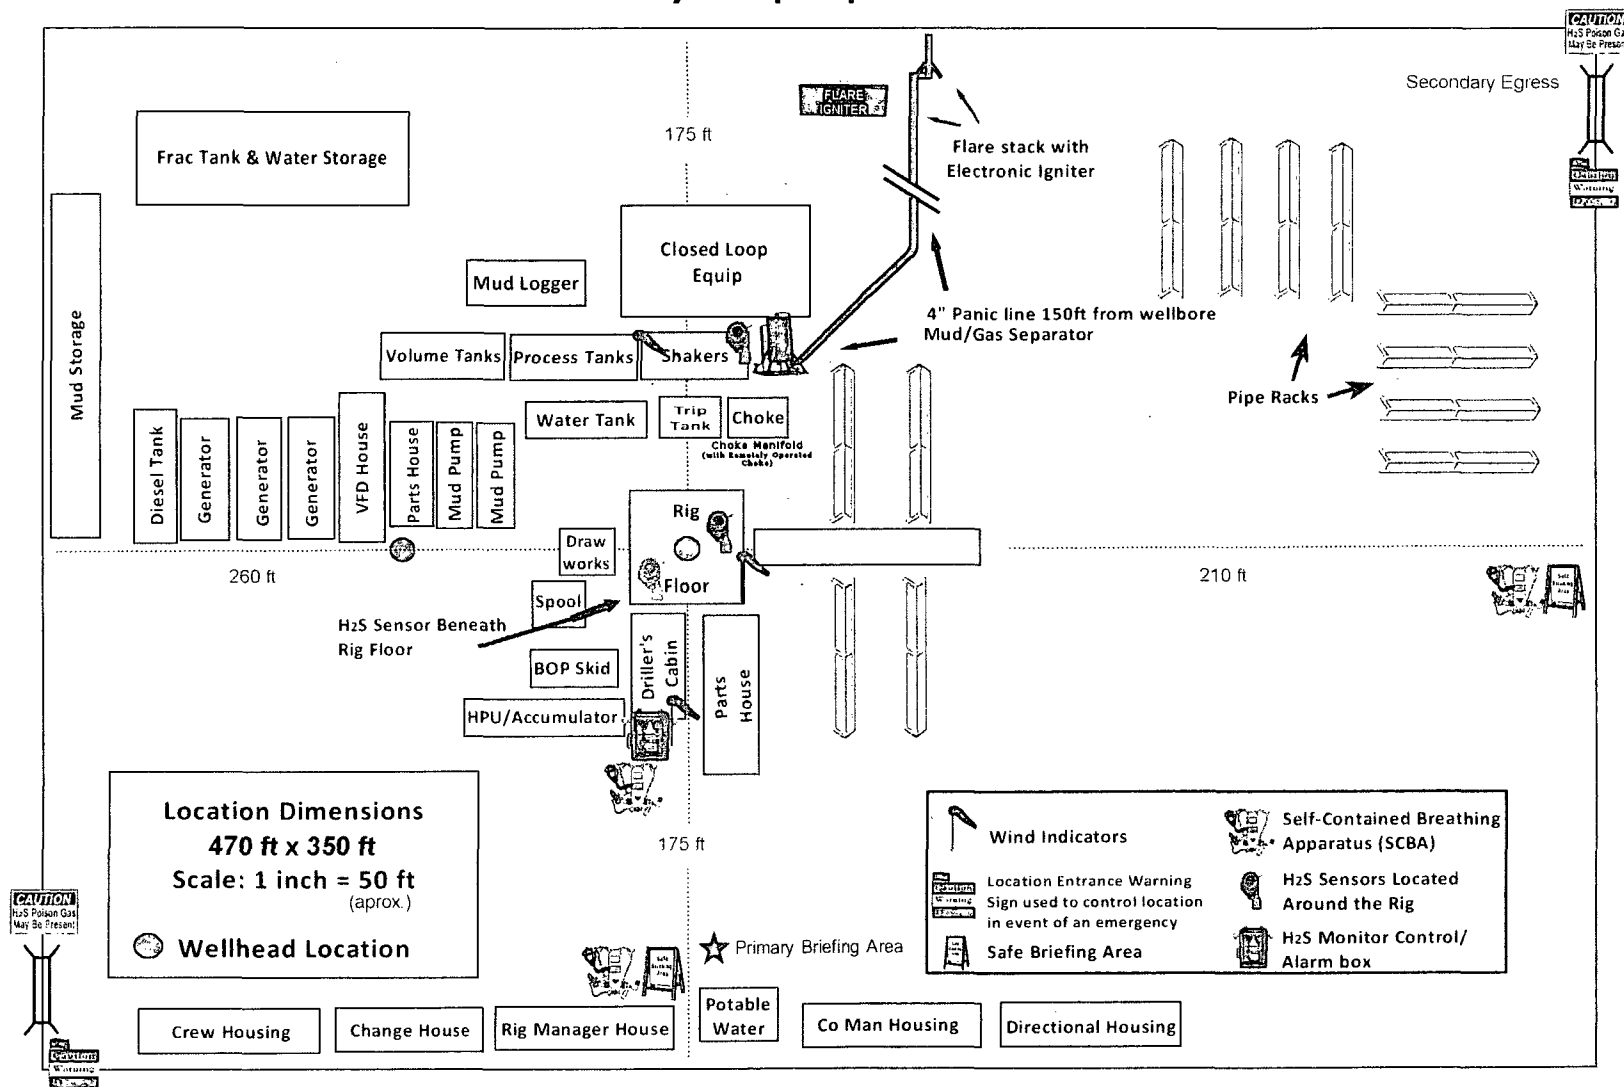 CAUTION
H2S Poison Gas
May Be Present
Secondary Egress
FLARE
IGNITER
175 ft
Flare stack with
Electronic Igniter
Frac Tank & Water Storage
Caution
Warning
Closed Loop
Equip
Mud Logger
4" Panic line 150ft from wellbore
Mud/Gas Separator
Mud Storage
Volume Tanks
Process Tanks
Shakers
Pipe Racks
Water Tank
Trip
Tank
Choke
Choke Manifold
(with Remotely Operated
Choke)
Diesel Tank
Generator
Generator
Generator
VFD House
Parts House
Mud Pump
Mud Pump
Rig
Floor
Draw
works
260 ft
210 ft
Spool
H2S Sensor Beneath
Rig Floor
BOP Skid
Driller's
Cabin
Parts
House
HPU/Accumulator
Location Dimensions
470 ft x 350 ft
Scale: 1 inch = 50 ft
(aprox.)
Wellhead Location
175 ft
Wind Indicators
Location Entrance Warning
Sign used to control location
in event of an emergency
Safe Briefing Area
Self-Contained Breathing
Apparatus (SCBA)
H2S Sensors Located
Around the Rig
H2S Monitor Control/
Alarm box
CAUTION
H2S Poison Gas
May Be Present
Primary Briefing Area
Crew Housing
Change House
Rig Manager House
Potable
Water
Co Man Housing
Directional Housing
Caution
Warning